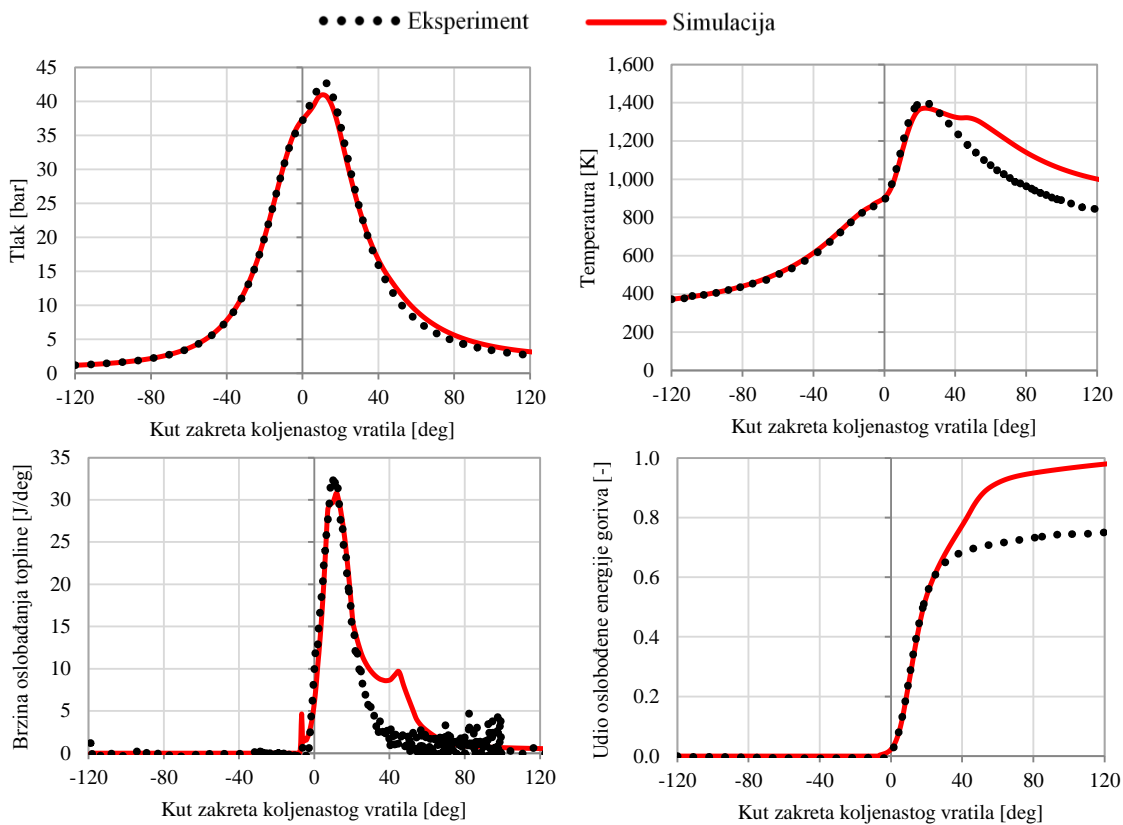 Eksperiment Simulacija
Tlak [bar]
45
40
35
30
25
20
15
10
5
0
-120 -80 -40 0 40 80 120
Kut zakreta koljenastog vratila [deg]
Temperatura [K]
1,600
1,400
1,200
1,000
800
600
400
200
0
-120 -80 -40 0 40 80 120
Kut zakreta koljenastog vratila [deg]
Brzina oslobađanja topline [J/deg]
35
30
25
20
15
10
5
0
-120 -80 -40 0 40 80 120
Kut zakreta koljenastog vratila [deg]
Udio oslobođene energije goriva [-]
1.0
0.8
0.6
0.4
0.2
0.0
-120 -80 -40 0 40 80 120
Kut zakreta koljenastog vratila [deg]